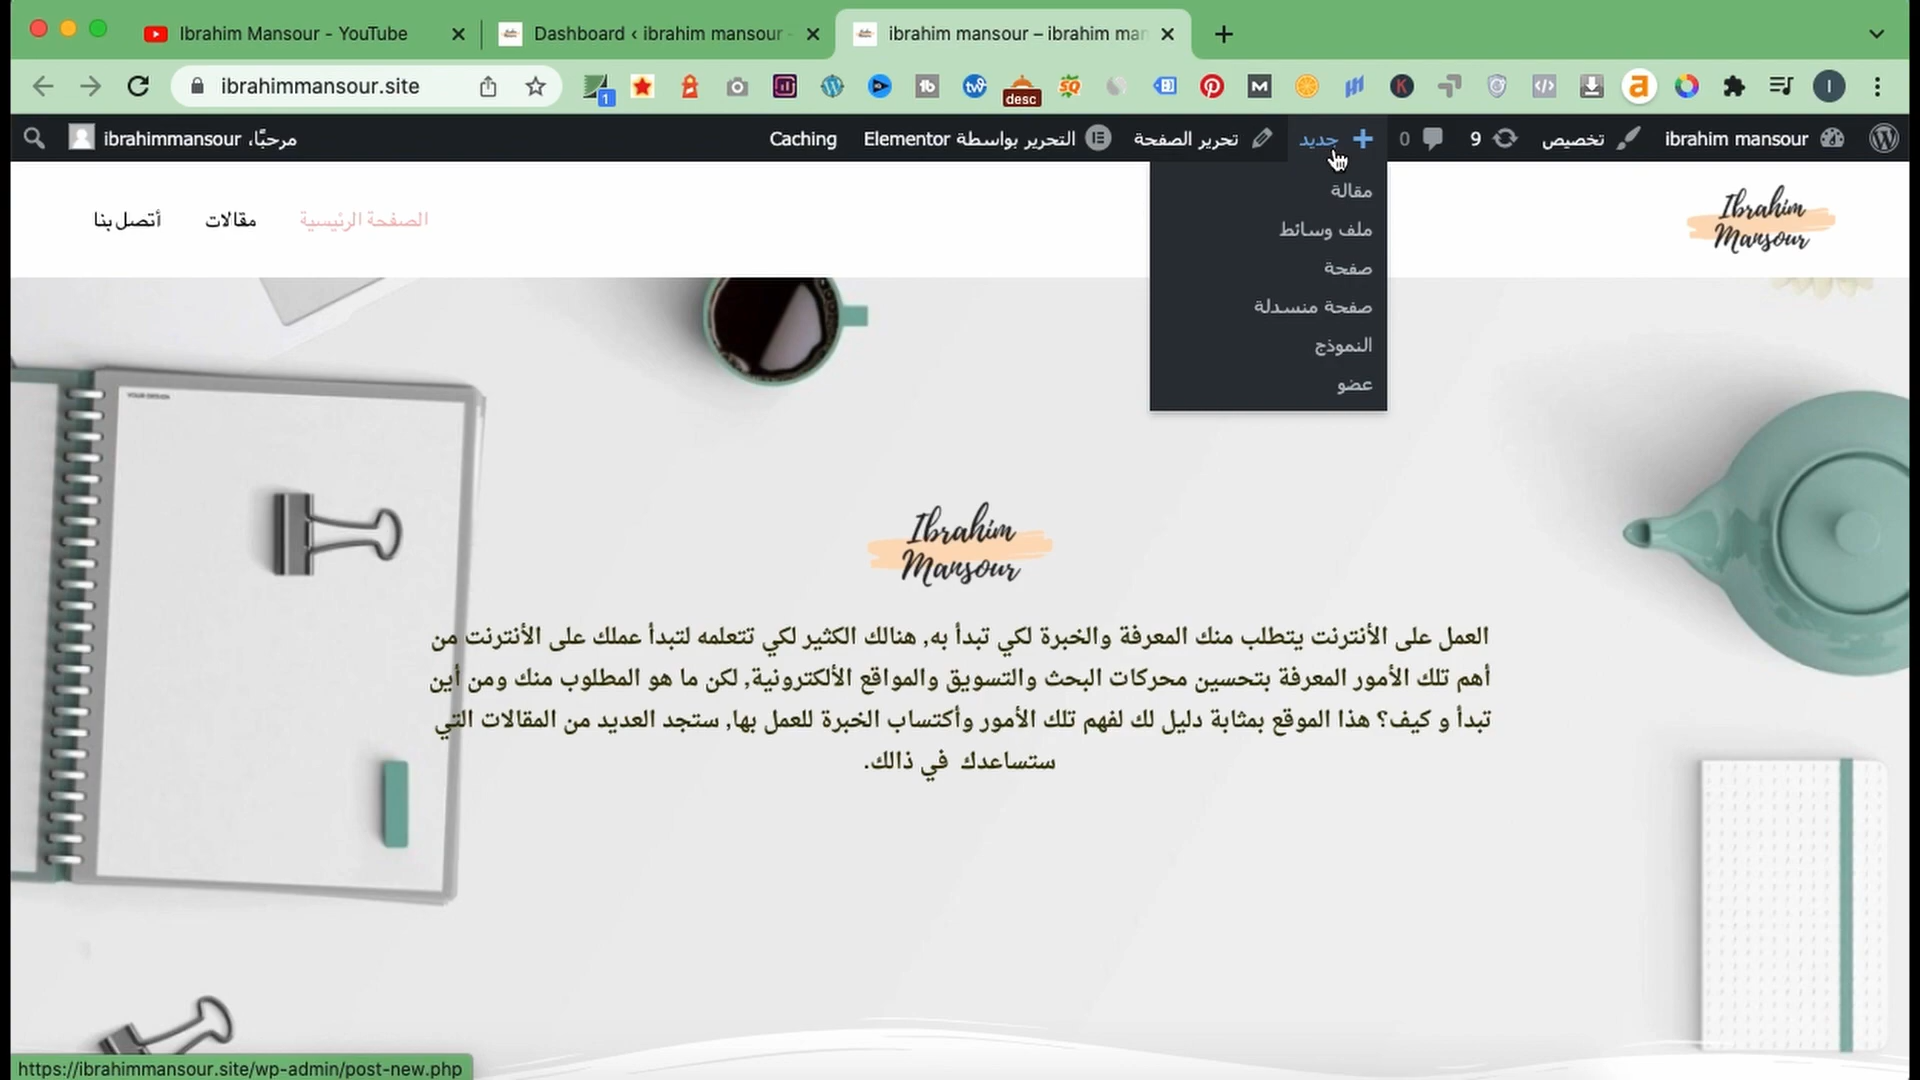 Ibrahim Mansour - YouTube
Dashboard ‹ ibrahim mansour -
ibrahim mansour – ibrahim mar
ibrahimmansour.site
1
desc
ibrahim mansour
تخصيص
9
0
جديد
تحرير الصفحة
التحرير بواسطة Elementor
Caching
مرحبًا، ibrahimmansour
مقالة
ملف وسائط
صفحة
صفحة منسدلة
النموذج
عضو
Ibrahim
Mansour
الصفحة الرئيسية
مقالات
أتصل بنا
YOUR DESIGN
Ibrahim
Mansour
العمل على الأنترنت يتطلب منك المعرفة والخبرة لكي تبدأ به, هنالك الكثير لكي تتعلمه لتبدأ عملك على الأنترنت من
أهم تلك الأمور المعرفة بتحسين محركات البحث والتسويق والمواقع الألكترونية, لكن ما هو المطلوب منك ومن أين
تبدأ و كيف؟ هذا الموقع بمثابة دليل لك لفهم تلك الأمور وأكتساب الخبرة للعمل بها, ستجد العديد من المقالات التي
ستساعدك في ذالك.
https://ibrahimmansour.site/wp-admin/post-new.php